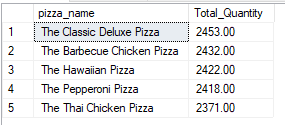 pizza_name Total_Quantity
1 The Classic Deluxe Pizza 2453.00
2 The Barbecue Chicken Pizza 2432.00
3 The Hawaiian Pizza 2422.00
4 The Pepperoni Pizza 2418.00
5 The Thai Chicken Pizza 2371.00